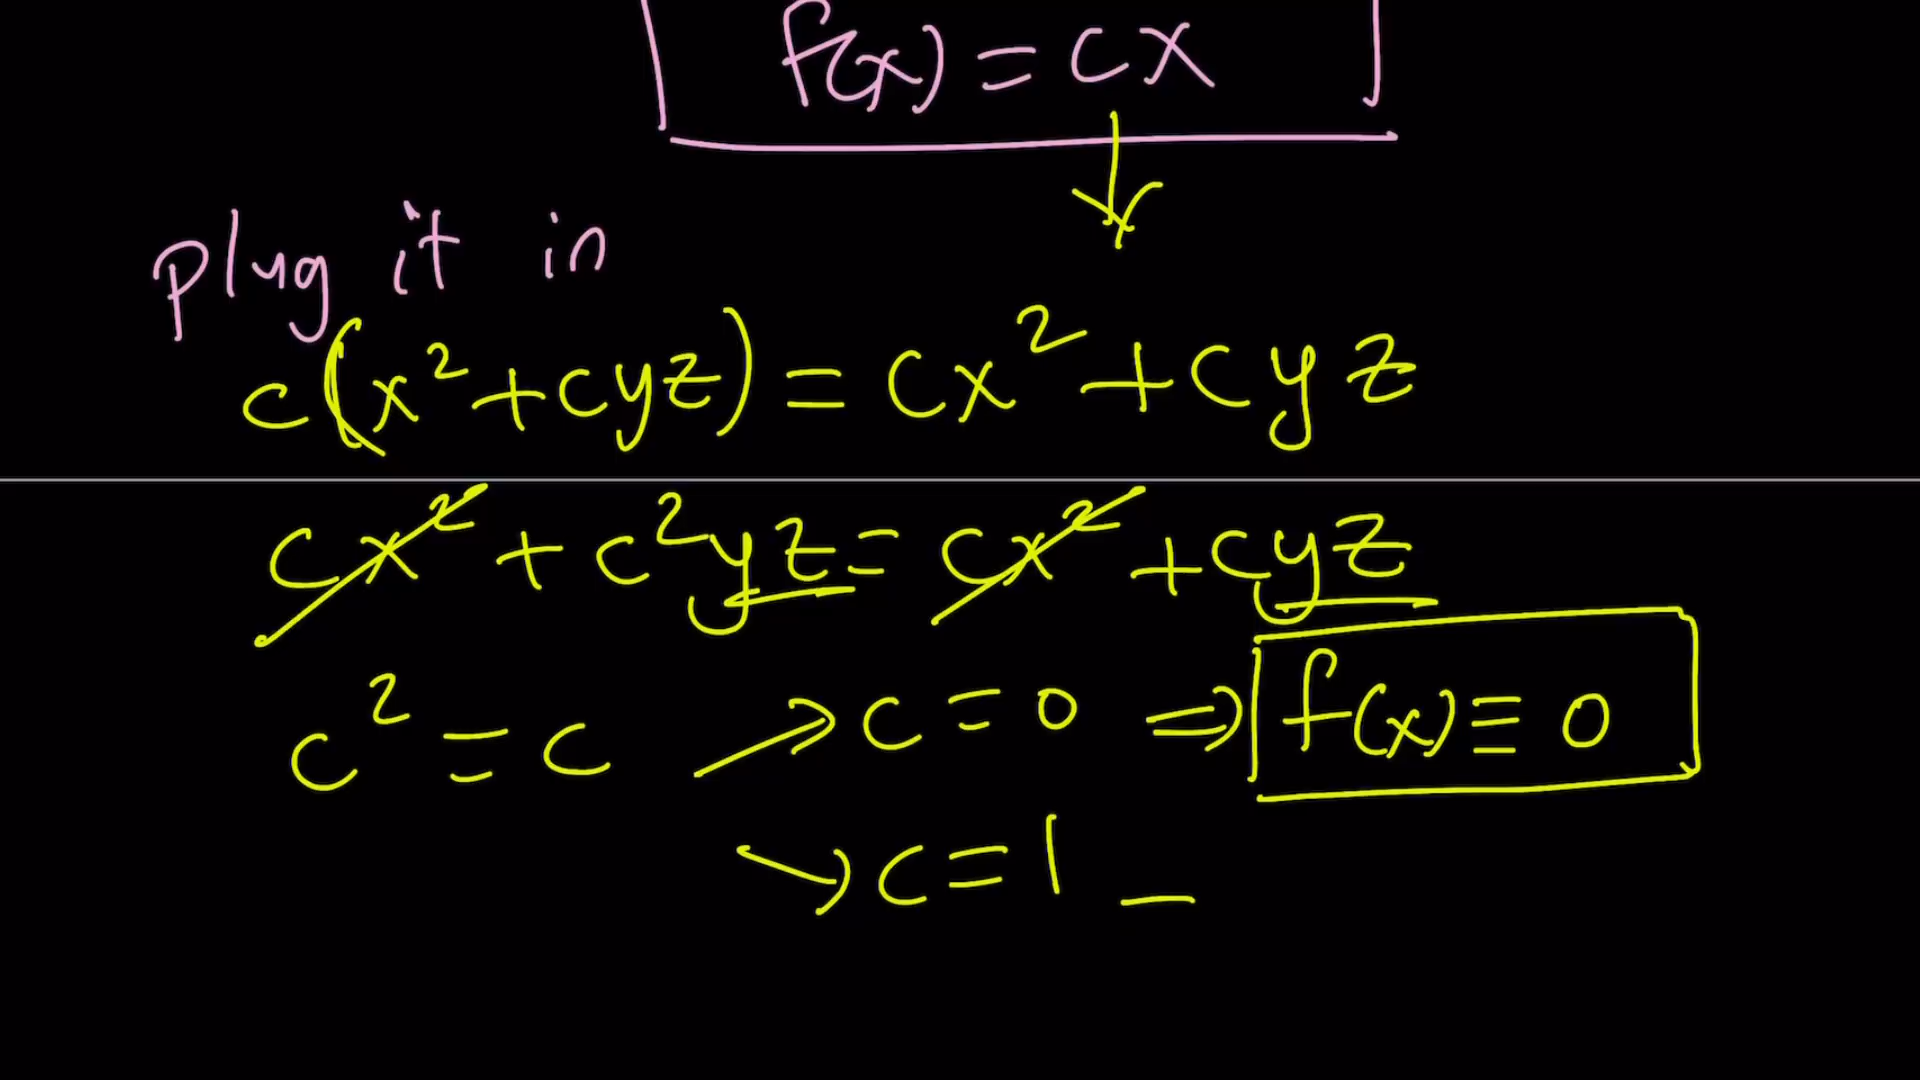 f(x) = cx
Plug it in
c(x² + cyz) = cx² + cyz
cx² + c²yz = cx² + cyz
c² = c → c = 0 ⇒ f(x) ≡ 0
→ c = 1 _